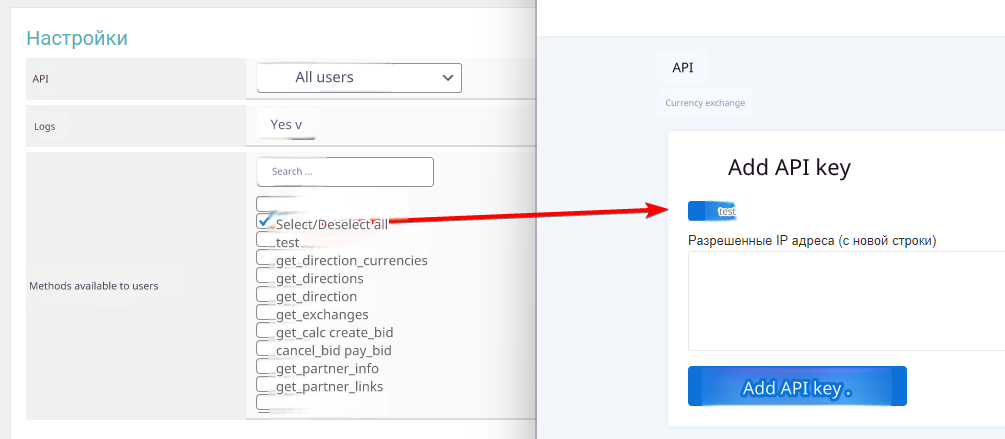 Настройки
API
All users
Logs
Yes v
Methods available to users
Search ...
Select/Deselect all
test
get_direction_currencies
get_directions
get_direction
get_exchanges
get_calc create_bid
cancel_bid pay_bid
get_partner_info
get_partner_links
API
Currency exchange
Add API key
test
Разрешенные IP адреса (с новой строки)
Add API key .